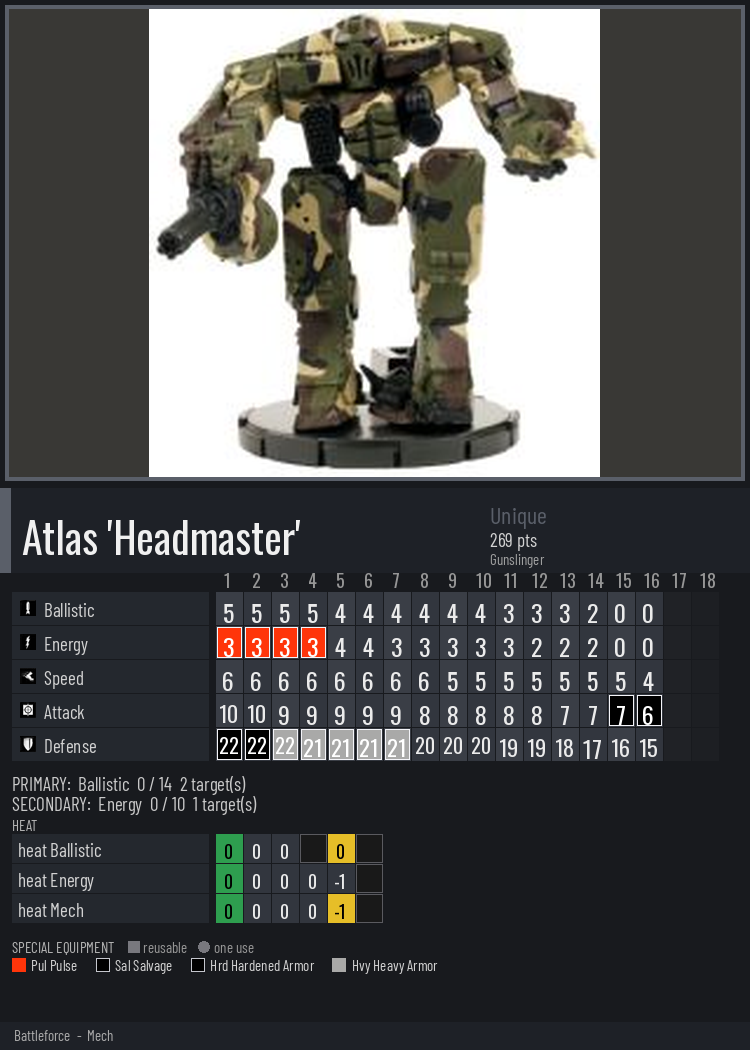 Atlas 'Headmaster'
Unique
269 pts
Gunslinger
1 2 3 4 5 6 7 8 9 10 11 12 13 14 15 16 17 18
Ballistic 5 5 5 5 4 4 4 4 4 4 3 3 3 2 0 0
Energy 3 3 3 3 4 4 3 3 3 3 3 2 2 2 0 0
Speed 6 6 6 6 6 6 6 6 5 5 5 5 5 5 5 4
Attack 10 10 9 9 9 9 9 8 8 8 8 8 7 7 7 6
Defense 22 22 22 21 21 21 21 20 20 20 19 19 18 17 16 15
PRIMARY: Ballistic 0 / 14 2 target(s)
SECONDARY: Energy 0 / 10 1 target(s)
HEAT
heat Ballistic 0 0 0 0
heat Energy 0 0 0 0 -1
heat Mech 0 0 0 0 -1
SPECIAL EQUIPMENT reusable one use
Pul Pulse Sal Salvage Hrd Hardened Armor Hvy Heavy Armor
Battleforce - Mech